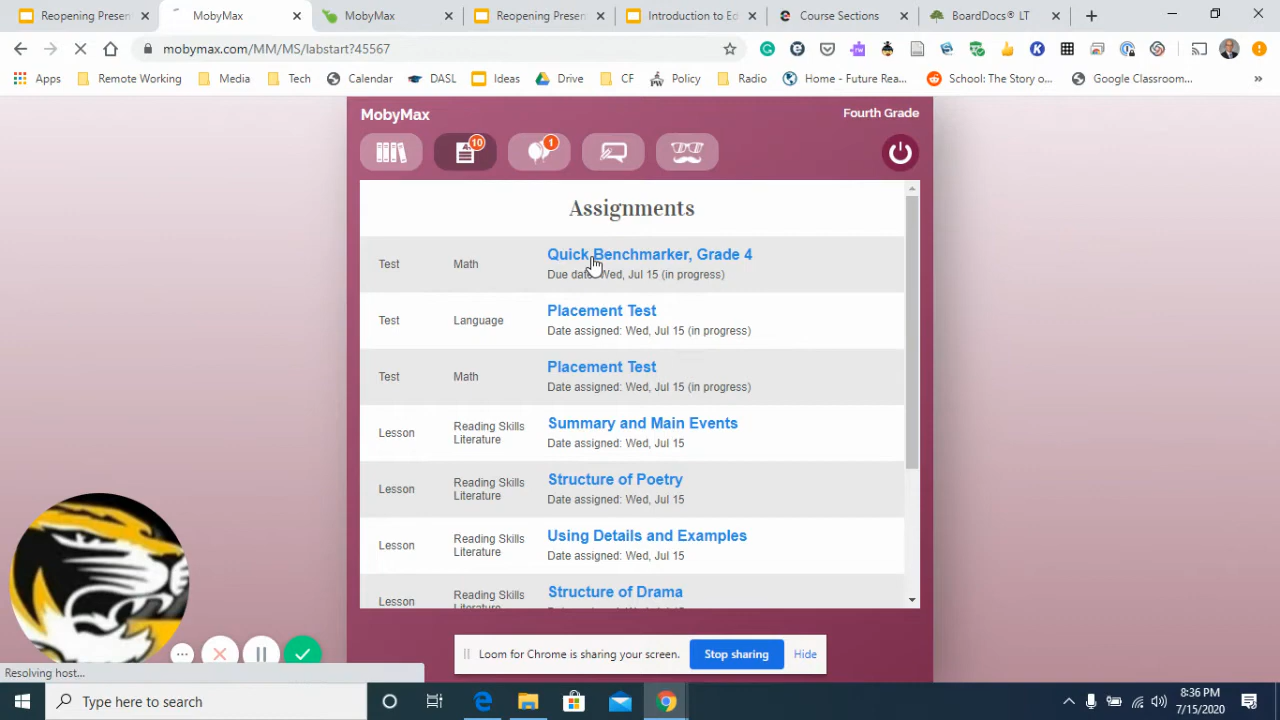 Reopening Presen
MobyMax
MobyMax
Reopening Presen
Introduction to Ed
Course Sections
BoardDocs® LT
mobymax.com/MM/MS/labstart?45567
Apps
Remote Working
Media
Tech
Calendar
DASL
Ideas
Drive
CF
Policy
Radio
Home - Future Rea...
School: The Story o...
Google Classroom...
MobyMax
Fourth Grade
10
1
Assignments
Test
Math
Quick Benchmarker, Grade 4
Due date: Wed, Jul 15 (in progress)
Test
Language
Placement Test
Date assigned: Wed, Jul 15 (in progress)
Test
Math
Placement Test
Date assigned: Wed, Jul 15 (in progress)
Lesson
Reading Skills
Literature
Summary and Main Events
Date assigned: Wed, Jul 15
Lesson
Reading Skills
Literature
Structure of Poetry
Date assigned: Wed, Jul 15
Lesson
Reading Skills
Literature
Using Details and Examples
Date assigned: Wed, Jul 15
Lesson
Reading Skills
Structure of Drama
Loom for Chrome is sharing your screen.
Stop sharing
Hide
Resolving host...
Type here to search
8:36 PM
7/15/2020